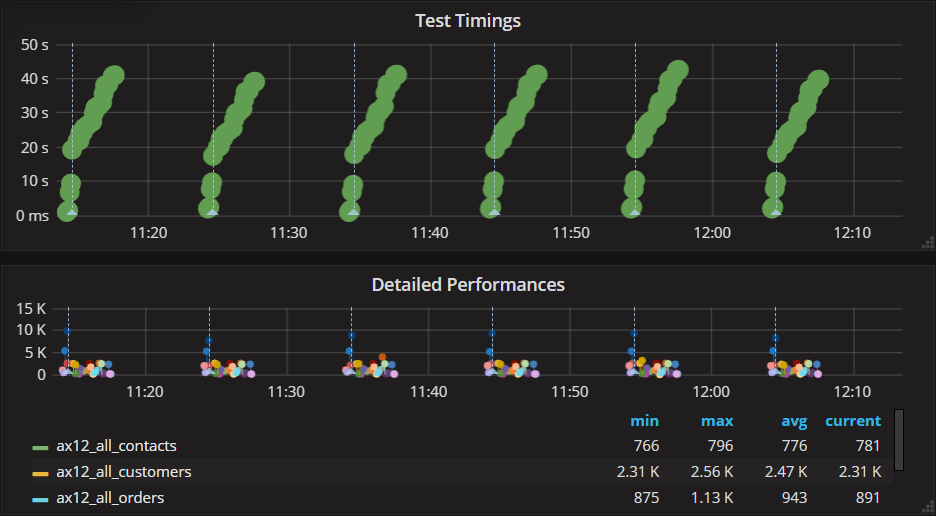 Test Timings
50 s
40 s
30 s
20 s
10 s
0 ms
11:20 11:30 11:40 11:50 12:00 12:10
Detailed Performances
15 K
10 K
5 K
0
11:20 11:30 11:40 11:50 12:00 12:10
min max avg current
ax12_all_contacts 766 796 776 781
ax12_all_customers 2.31 K 2.56 K 2.47 K 2.31 K
ax12_all_orders 875 1.13 K 943 891